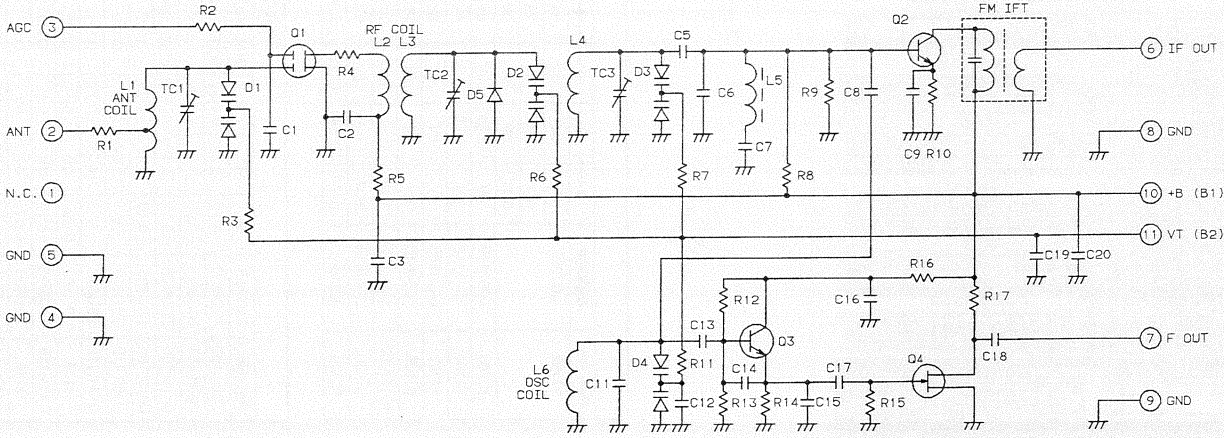 FM IFT
R2
Q2
AGC 3
Q1
RF COIL
L2 L3
C5
L4
6 IF OUT
R4
L1
ANT
COIL
TC1
D1
TC2
D5
D2
TC3
D3
C6
L5
R9
C8
ANT 2
R1
C1
C2
C7
C9 R10
8 GND
N.C. 1
R5
R6
R7
R8
10 +B (B1)
R3
11 VT (B2)
GND 5
C3
C19
C20
R16
R12
C16
R17
GND 4
C13
Q3
7 F OUT
C18
D4
R11
Q4
L6
OSC
COIL
C11
C14
C17
C12
R13
R14
C15
R15
9 GND